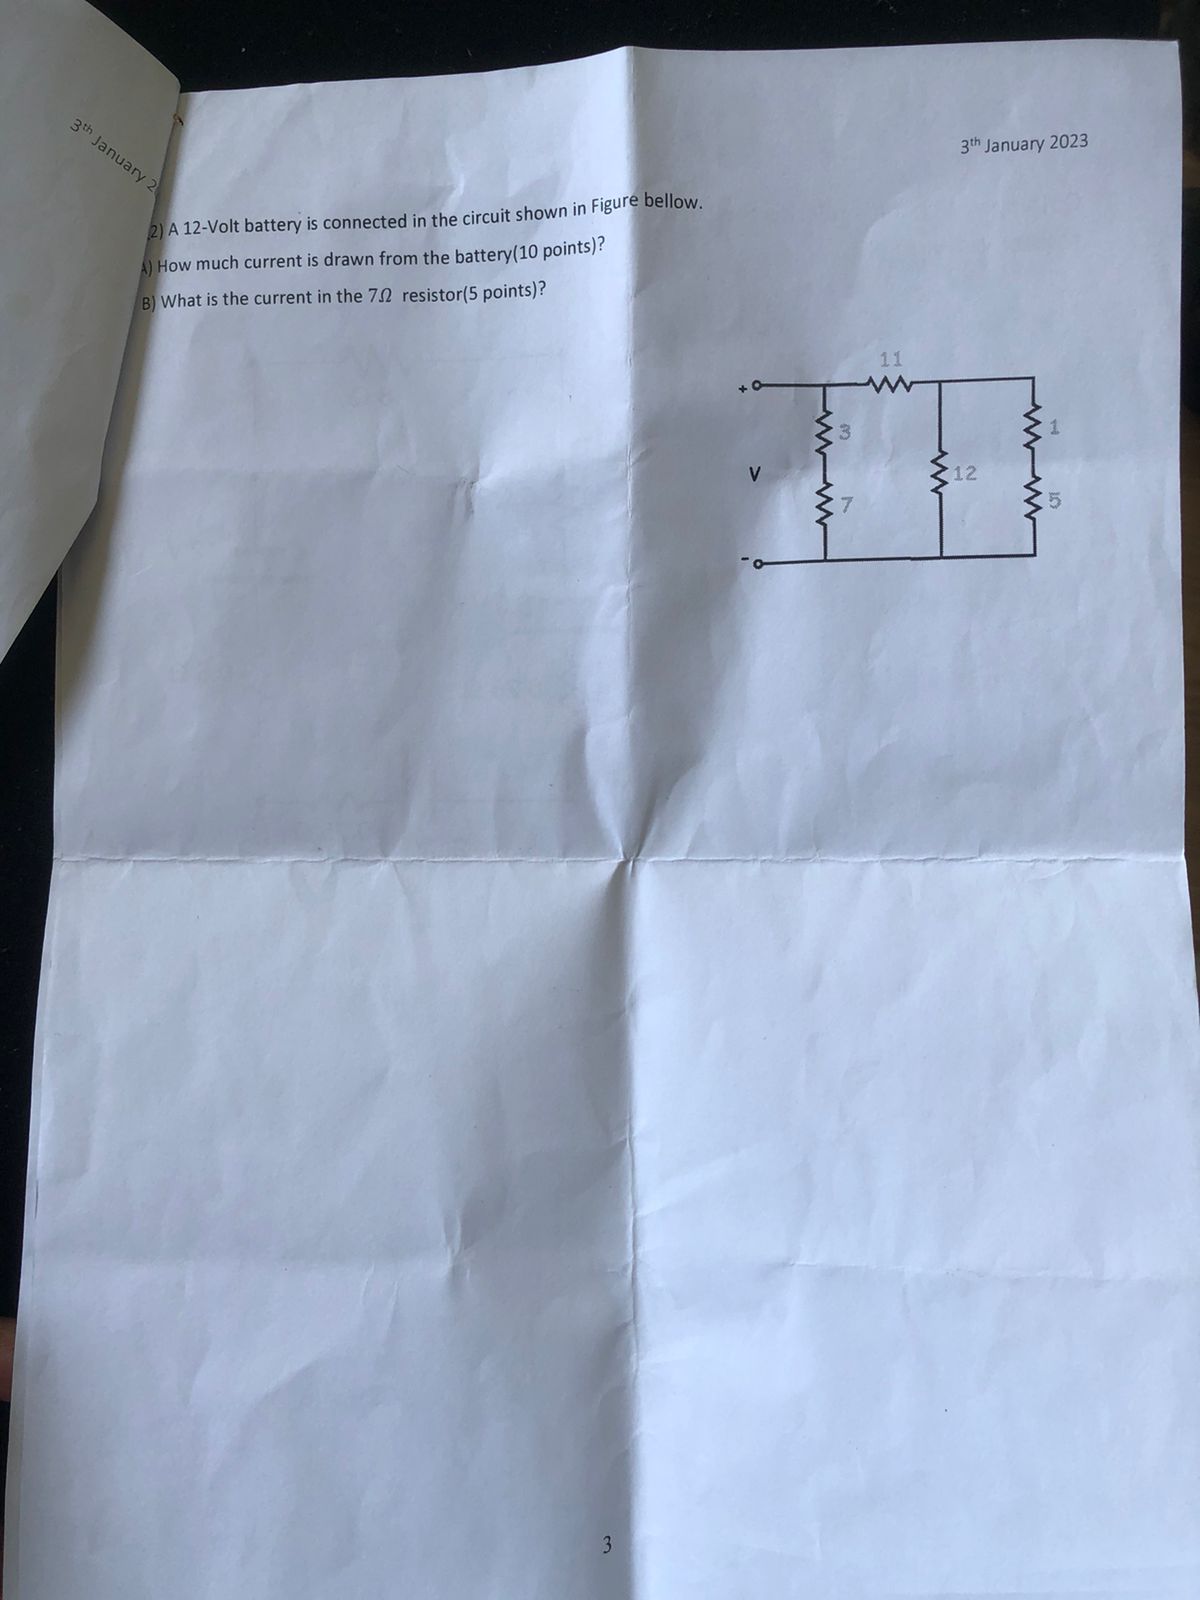 3th January 2
3th January 2023
2) A 12-Volt battery is connected in the circuit shown in Figure bellow.
A) How much current is drawn from the battery(10 points)?
B) What is the current in the 7Ω resistor(5 points)?
11
+
3
1
V
12
7
5
-
3